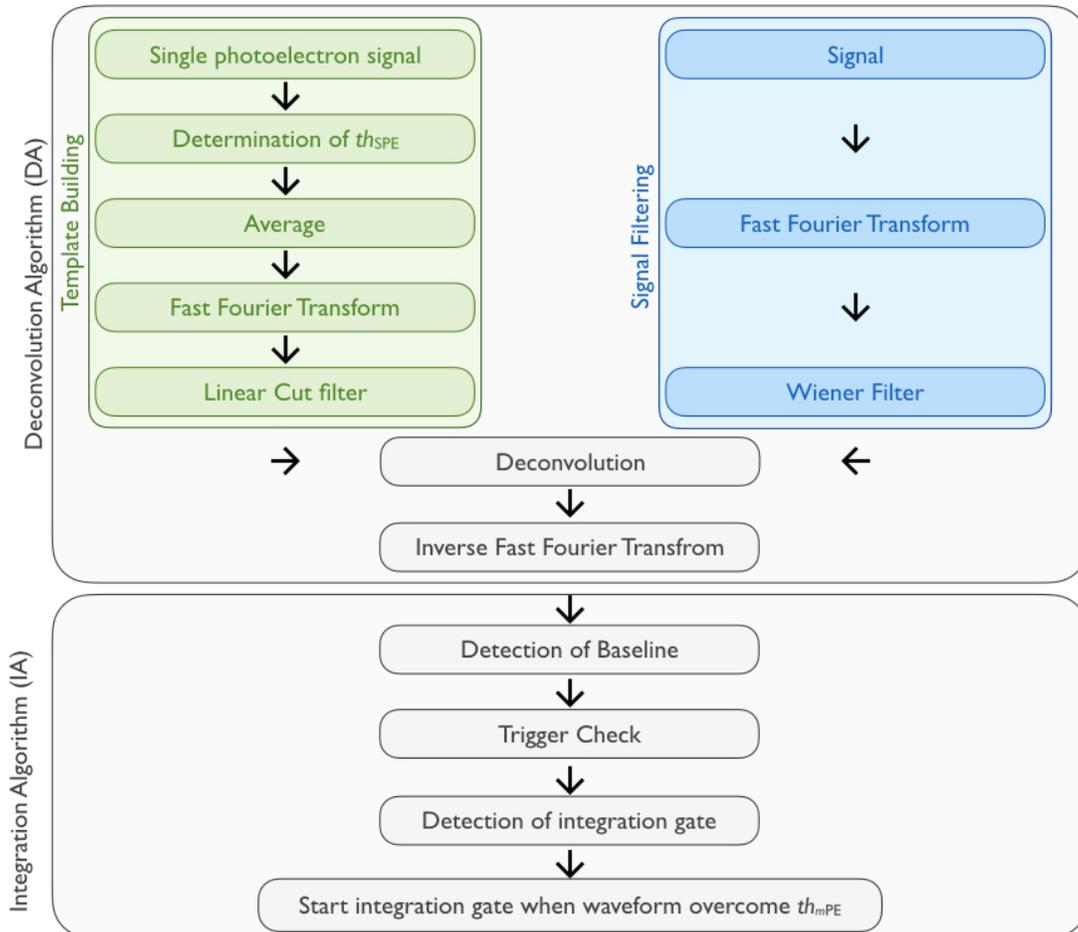 Deconvolution Algorithm (DA)
Template Building
Single photoelectron signal
Determination of thSPE
Average
Fast Fourier Transform
Linear Cut filter
Signal Filtering
Signal
Fast Fourier Transform
Wiener Filter
Deconvolution
Inverse Fast Fourier Transfrom
Integration Algorithm (IA)
Detection of Baseline
Trigger Check
Detection of integration gate
Start integration gate when waveform overcome thmPE